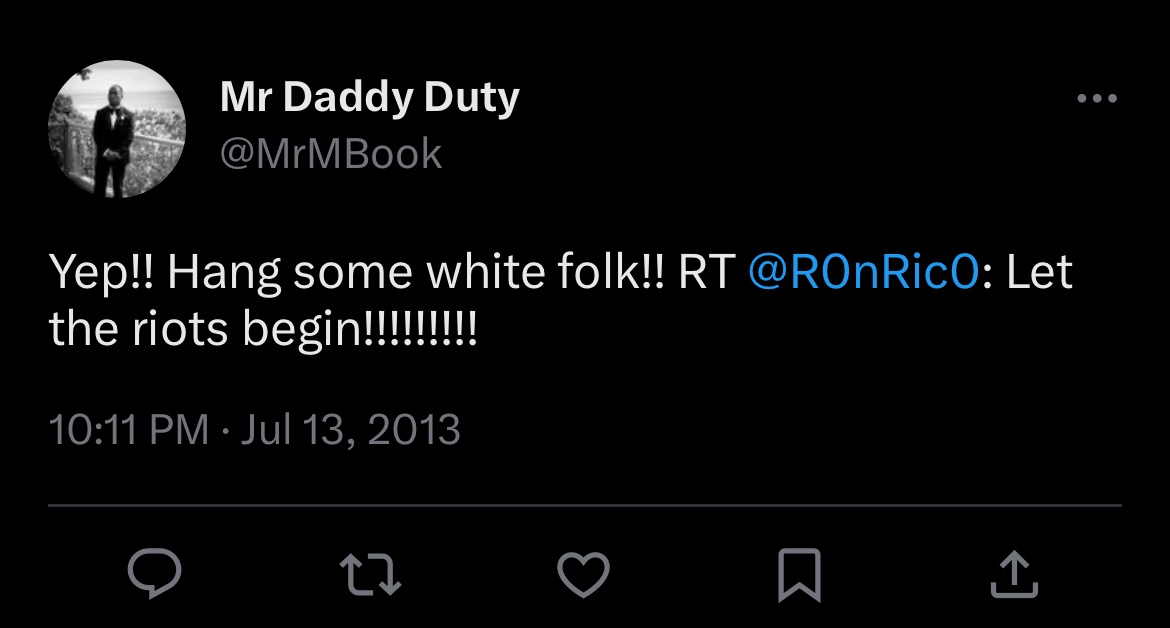 Mr Daddy Duty
@MrMBook
Yep!! Hang some white folk!! RT @R0nRic0: Let
the riots begin!!!!!!!!!
10:11 PM · Jul 13, 2013